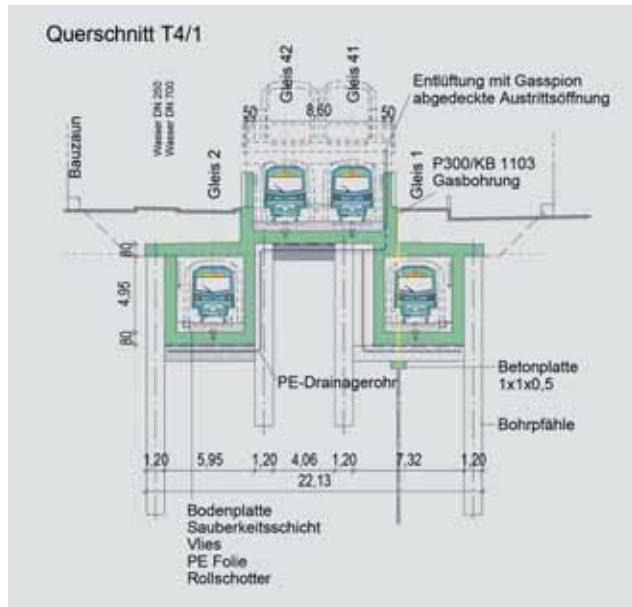 Querschnitt T4/1
Bauzaun
Wasser DN 250
Wasser DN 700
Gleis 2
Gleis 42
Gleis 41
Gleis 1
50
8,60
50
Entlüftung mit Gasspion
abgedeckte Austrittsöffnung
P300/KB 1103
Gasbohrung
80
4,95
80
PE-Drainagerohr
Betonplatte
1x1x0,5
Bohrpfähle
1,20 5,95 1,20 4,06 1,20 7,32 1,20
22,13
Bodenplatte
Sauberkeitsschicht
Vlies
PE Folie
Rollschotter